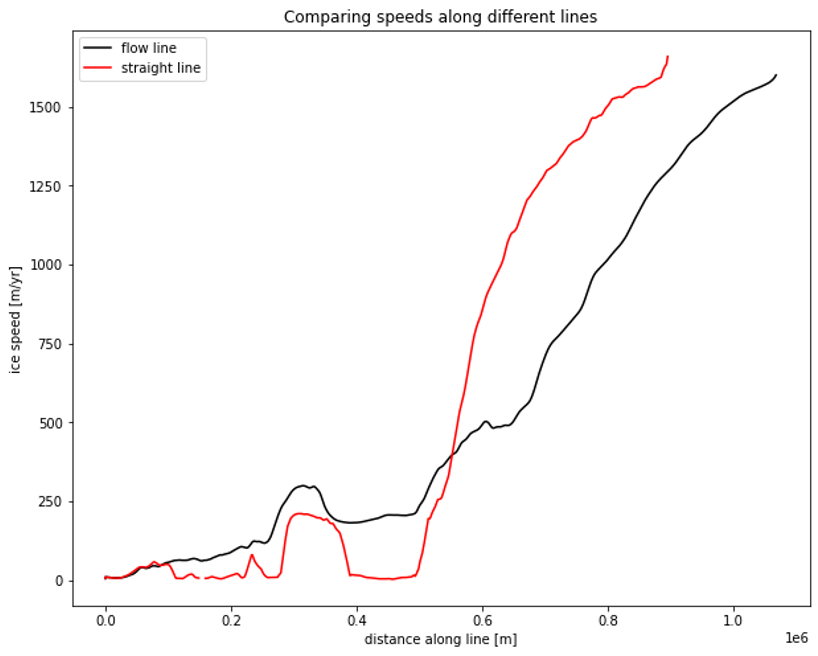 Comparing speeds along different lines
flow line
straight line
1500
1250
1000
750
500
250
0
ice speed [m/yr]
0.0 0.2 0.4 0.6 0.8 1.0
1e6
distance along line [m]